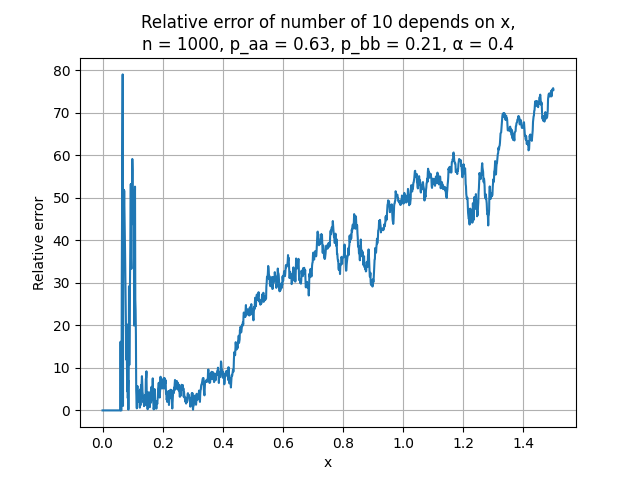 Relative error of number of 10 depends on x,
n = 1000, p_aa = 0.63, p_bb = 0.21, α = 0.4
80
70
60
50
40
30
20
10
0
Relative error
0.0 0.2 0.4 0.6 0.8 1.0 1.2 1.4
x